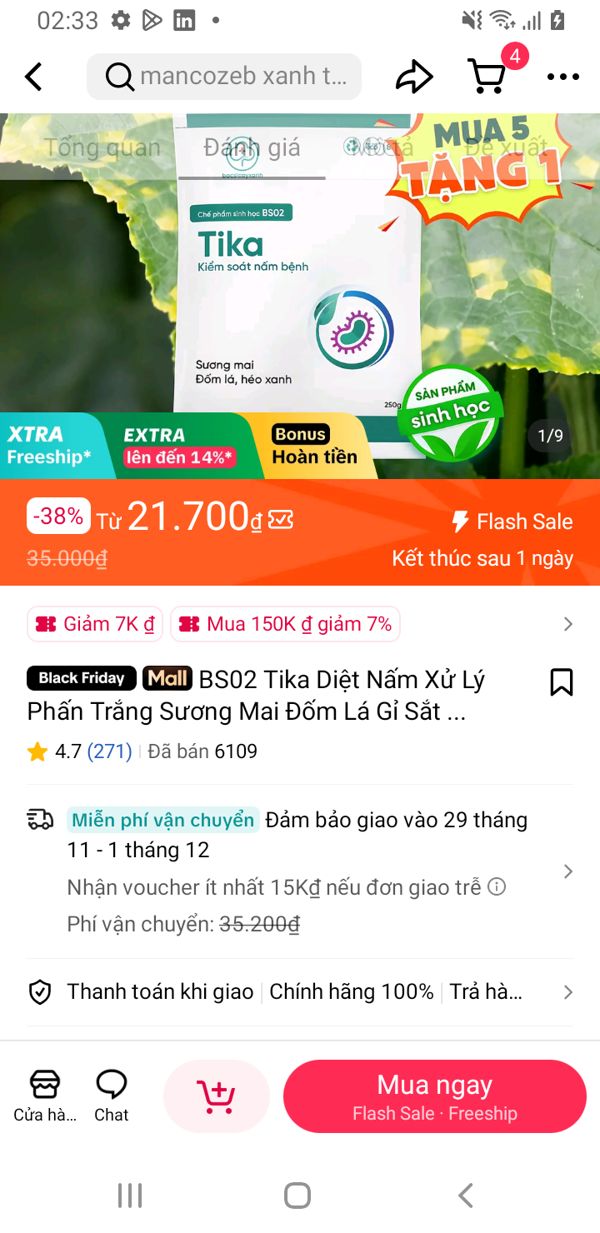 02:33
mancozeb xanh t...
4
Tổng quan
Đánh giá
Mô tả
Đề xuất
MUA 5
TẶNG 1
Chế phẩm sinh học BS02
Tika
Kiểm soát nấm bệnh
Sương mai
Đốm lá, héo xanh
250g
SẢN PHẨM
sinh học
XTRA
Freeship*
EXTRA
lên đến 14%*
Bonus
Hoàn tiền
1/9
-38% Từ 21.700₫
Flash Sale
35.000₫
Kết thúc sau 1 ngày
Giảm 7K ₫
Mua 150K ₫ giảm 7%
Black Friday Mall BS02 Tika Diệt Nấm Xử Lý
Phấn Trắng Sương Mai Đốm Lá Gỉ Sắt ...
4.7 (271) Đã bán 6109
Miễn phí vận chuyển Đảm bảo giao vào 29 tháng
11 - 1 tháng 12
Nhận voucher ít nhất 15K₫ nếu đơn giao trễ
Phí vận chuyển: 35.200₫
Thanh toán khi giao Chính hãng 100% Trả hà...
Cửa hà...
Chat
Mua ngay
Flash Sale · Freeship